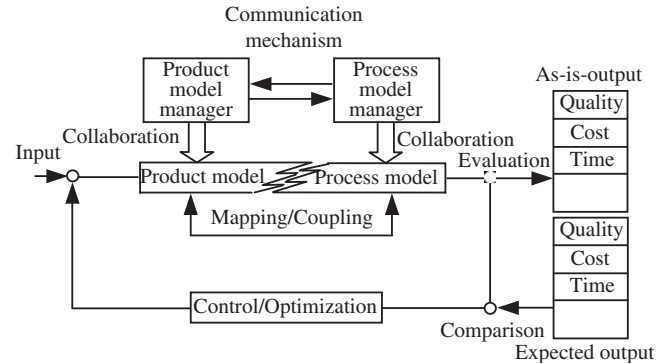 Communication
mechanism
Product
model
manager
Process
model
manager
As-is-output
Quality
Cost
Time
Collaboration
Collaboration
Input
Evaluation
Product model
Process model
Mapping/Coupling
Quality
Cost
Time
Control/Optimization
Comparison
Expected output